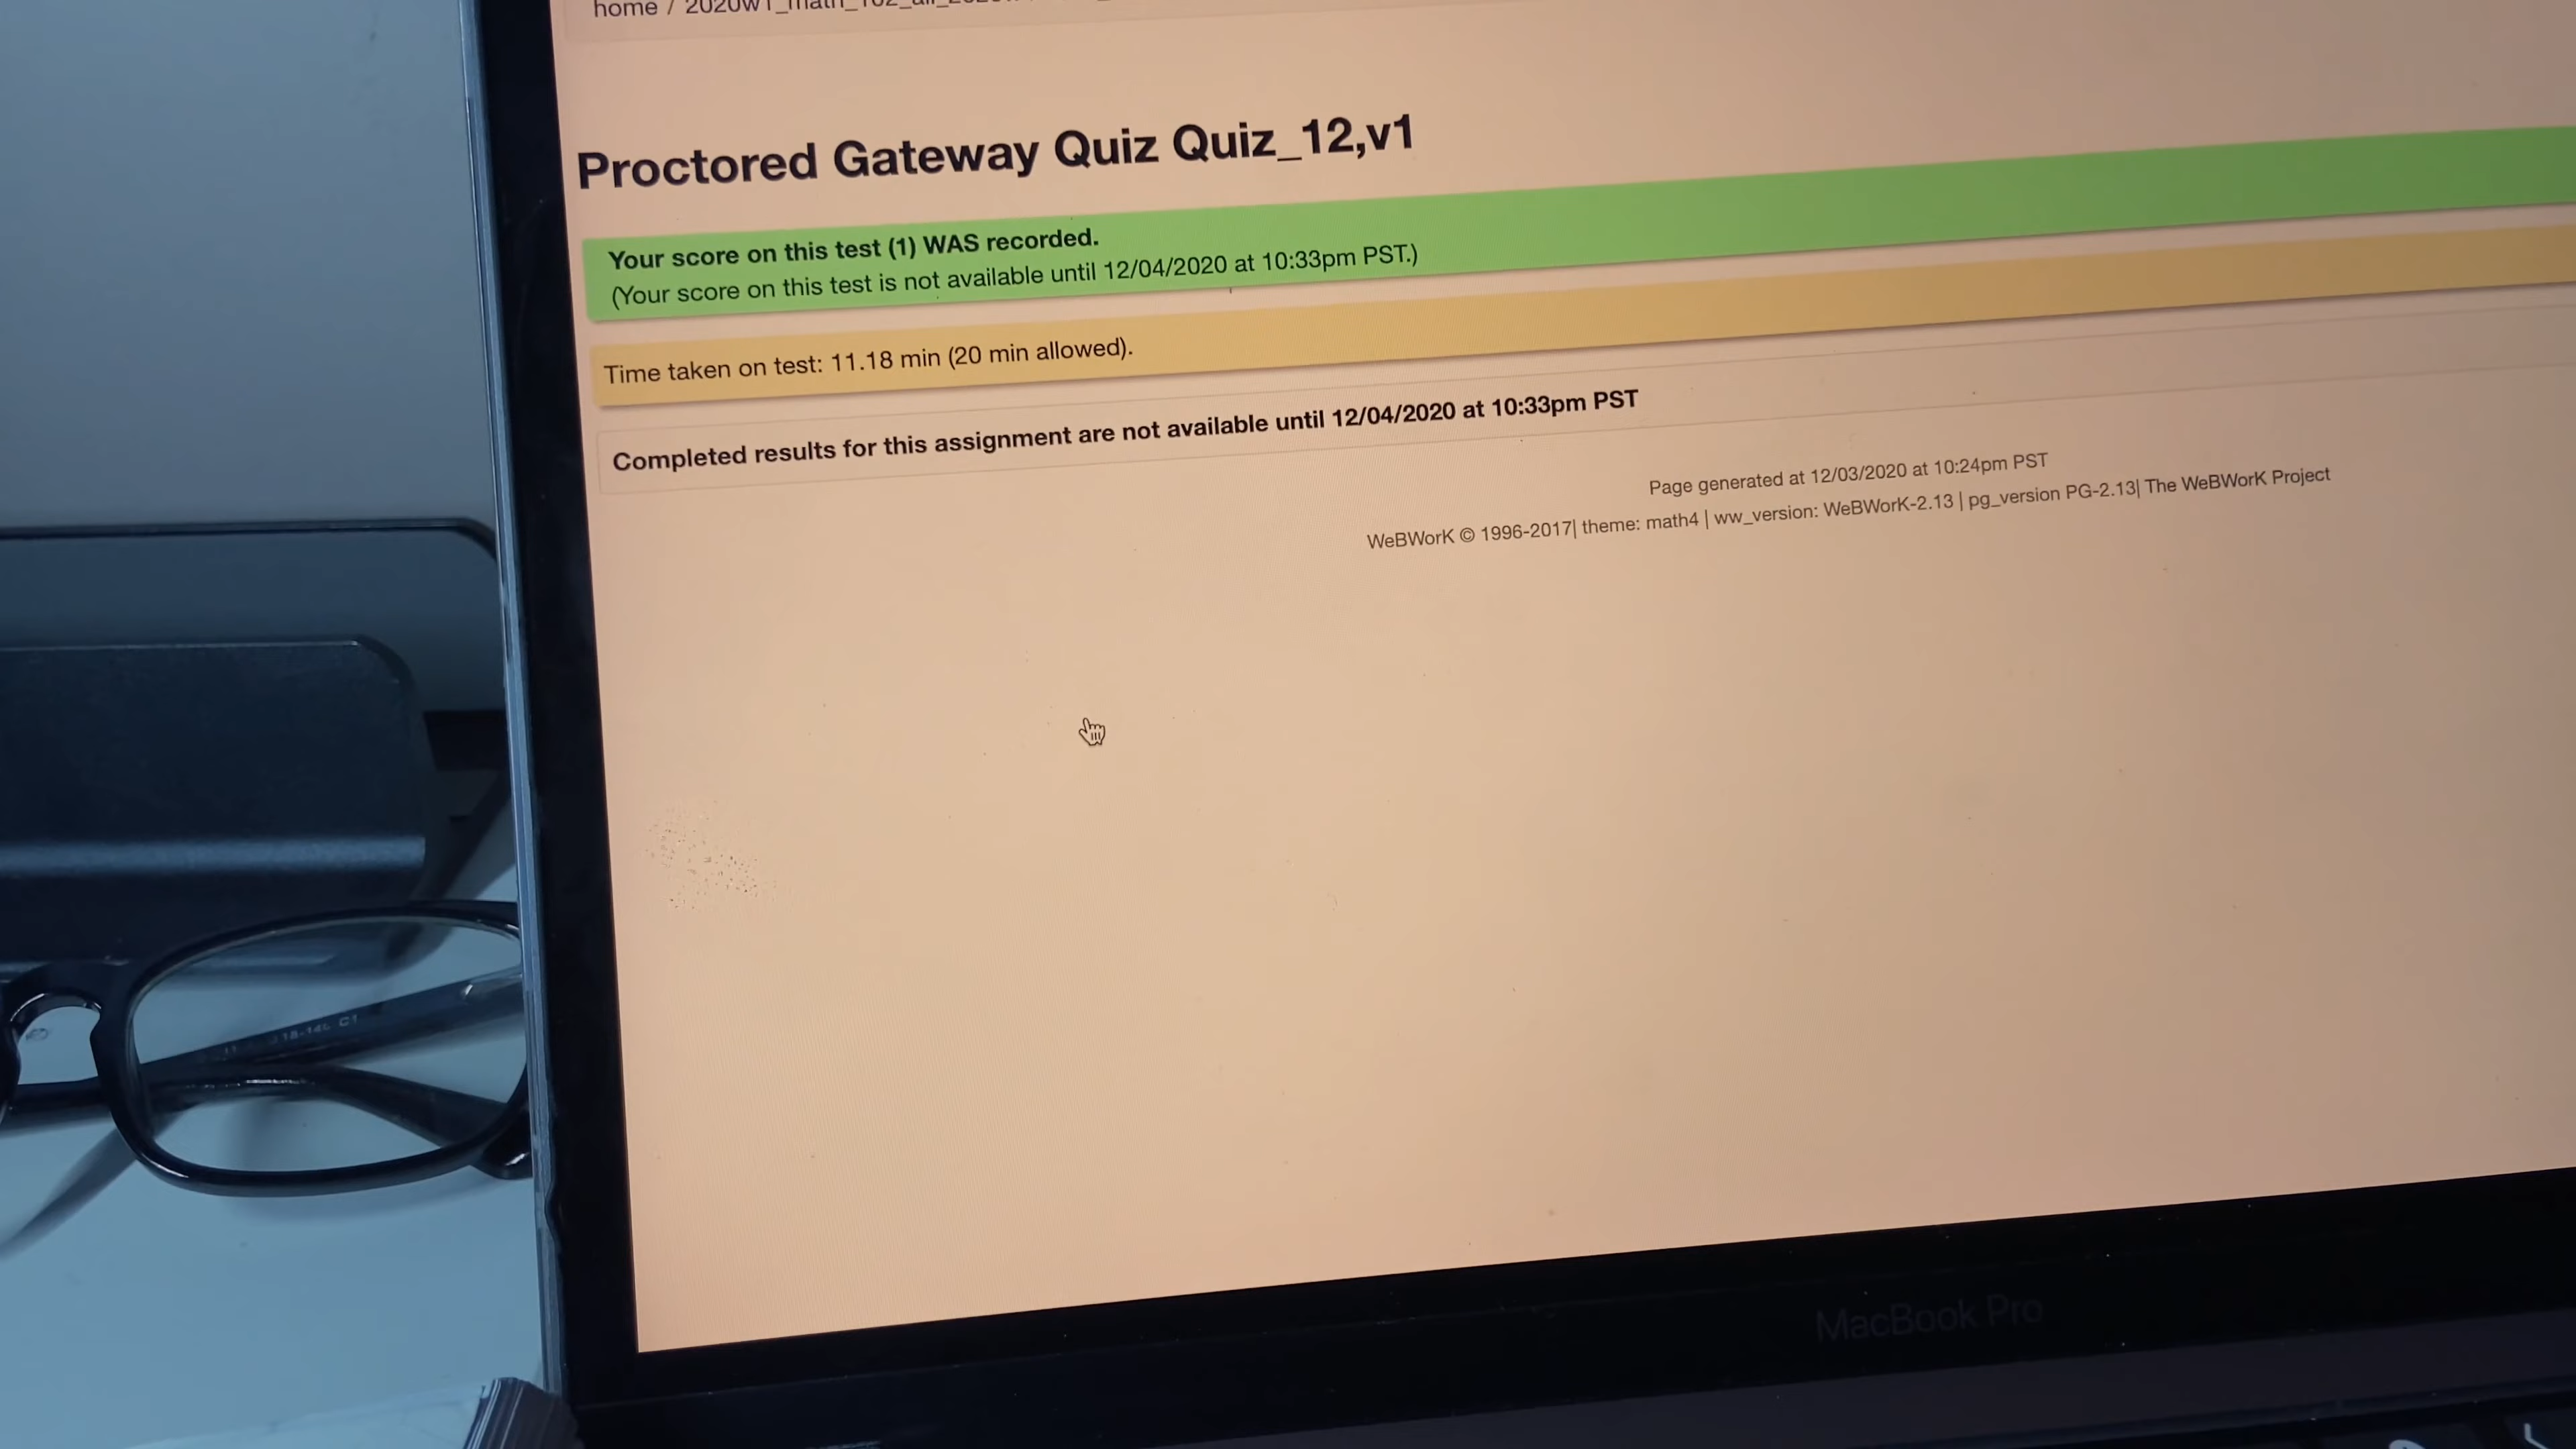 home /
Proctored Gateway Quiz Quiz_12,v1
Your score on this test (1) WAS recorded.
(Your score on this test is not available until 12/04/2020 at 10:33pm PST.)
Time taken on test: 11.18 min (20 min allowed).
Completed results for this assignment are not available until 12/04/2020 at 10:33pm PST
Page generated at 12/03/2020 at 10:24pm PST
WeBWorK © 1996-2017| theme: math4 | ww_version: WeBWorK-2.13 | pg_version PG-2.13| The WeBWorK Project
MacBook Pro